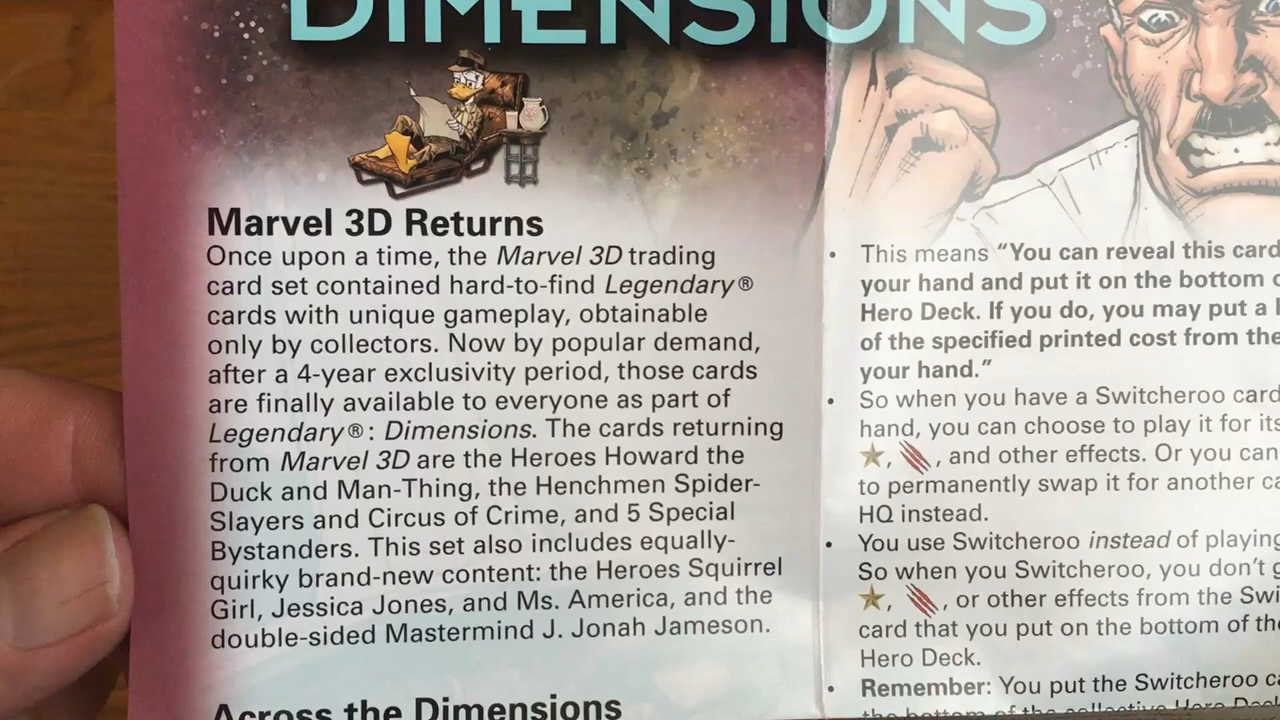 DIMENSIONS
Marvel 3D Returns
Once upon a time, the Marvel 3D trading
card set contained hard-to-find Legendary®
cards with unique gameplay, obtainable
only by collectors. Now by popular demand,
after a 4-year exclusivity period, those cards
are finally available to everyone as part of
Legendary®: Dimensions. The cards returning
from Marvel 3D are the Heroes Howard the
Duck and Man-Thing, the Henchmen Spider-
Slayers and Circus of Crime, and 5 Special
Bystanders. This set also includes equally-
quirky brand-new content: the Heroes Squirrel
Girl, Jessica Jones, and Ms. America, and the
double-sided Mastermind J. Jonah Jameson.
Across the Dimensions
• This means "You can reveal this card
your hand and put it on the bottom
Hero Deck. If you do, you may put a
of the specified printed cost from the
your hand."
• So when you have a Switcheroo card
hand, you can choose to play it for its
, , and other effects. Or you can
to permanently swap it for another
HQ instead.
• You use Switcheroo instead of playing
So when you Switcheroo, you don't
, , or other effects from the
card that you put on the bottom of the
Hero Deck.
• Remember: You put the Switcheroo
the bottom of the collective Hero Deck